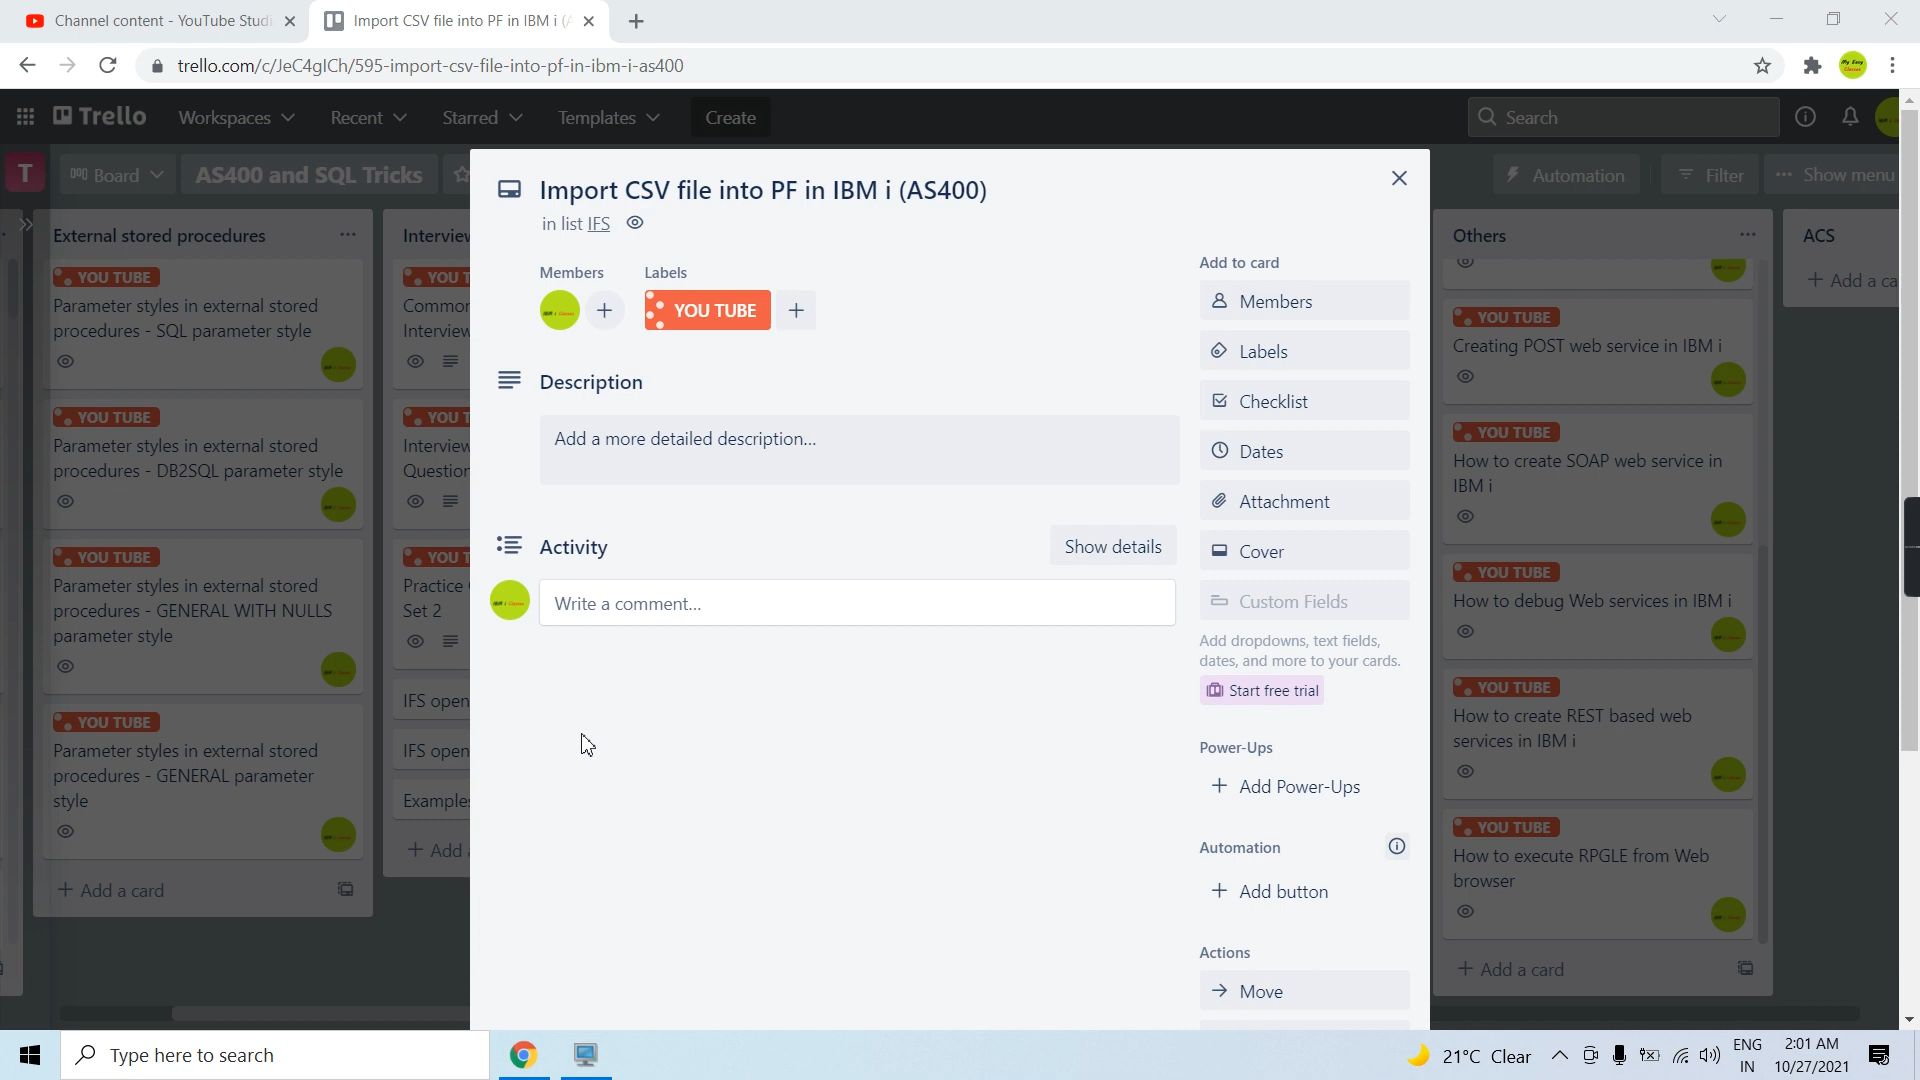 Channel content - YouTube Studi
Import CSV file into PF in IBM i (A
trello.com/c/JeC4glCh/595-import-csv-file-into-pf-in-ibm-i-as400
Trello
Workspaces
Recent
Starred
Templates
Create
Search
T
Board
AS400 and SQL Tricks
Automation
Filter
Show menu
External stored procedures
YOU TUBE
Parameter styles in external stored
procedures - SQL parameter style
YOU TUBE
Parameter styles in external stored
procedures - DB2SQL parameter style
YOU TUBE
Parameter styles in external stored
procedures - GENERAL WITH NULLS
parameter style
YOU TUBE
Parameter styles in external stored
procedures - GENERAL parameter
style
+ Add a card
Interview
YOU T
Common
Interview
YOU T
Interview
Question
YOU T
Practice
Set 2
IFS open
IFS open
Examples
+ Add a
Import CSV file into PF in IBM i (AS400)
in list IFS
Members
Labels
YOU TUBE
Description
Add a more detailed description...
Activity
Show details
Write a comment...
Add to card
Members
Labels
Checklist
Dates
Attachment
Cover
Custom Fields
Add dropdowns, text fields,
dates, and more to your cards.
Start free trial
Power-Ups
+ Add Power-Ups
Automation
+ Add button
Actions
Move
Others
YOU TUBE
Creating POST web service in IBM i
YOU TUBE
How to create SOAP web service in
IBM i
YOU TUBE
How to debug Web services in IBM i
YOU TUBE
How to create REST based web
services in IBM i
YOU TUBE
How to execute RPGLE from Web
browser
+ Add a card
ACS
+ Add a ca
Type here to search
21°C Clear
ENG
IN
2:01 AM
10/27/2021